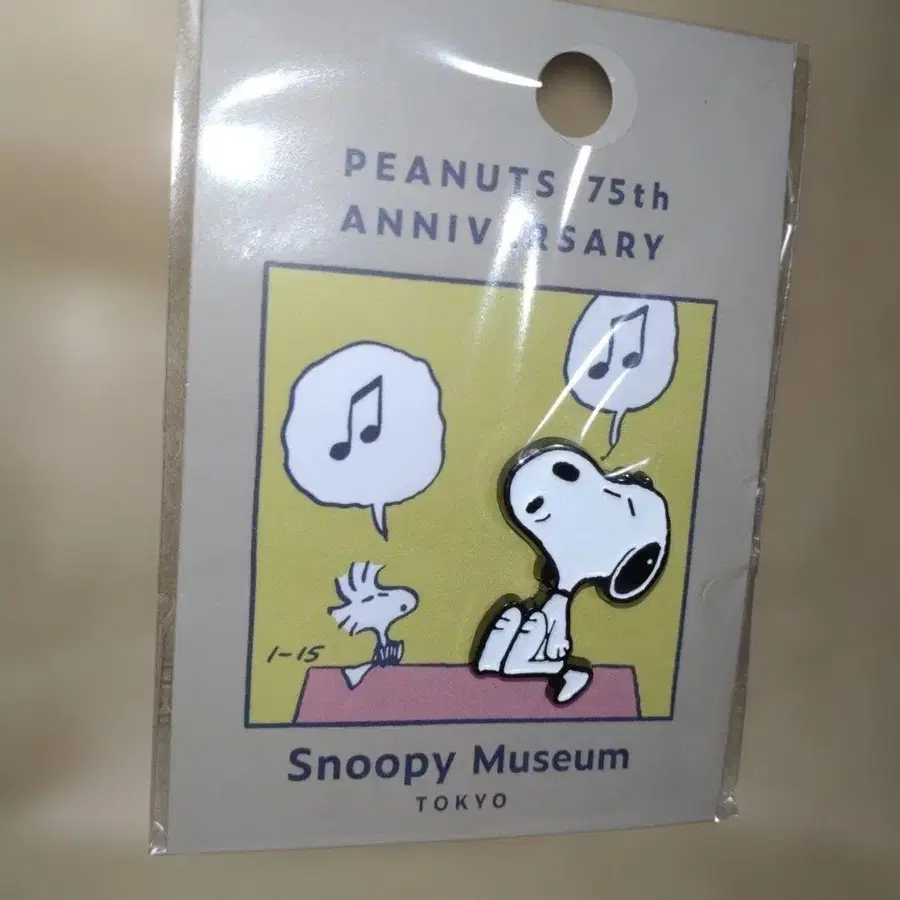 PEANUTS 75th
ANNIVERSARY
1-15
Snoopy Museum
TOKYO